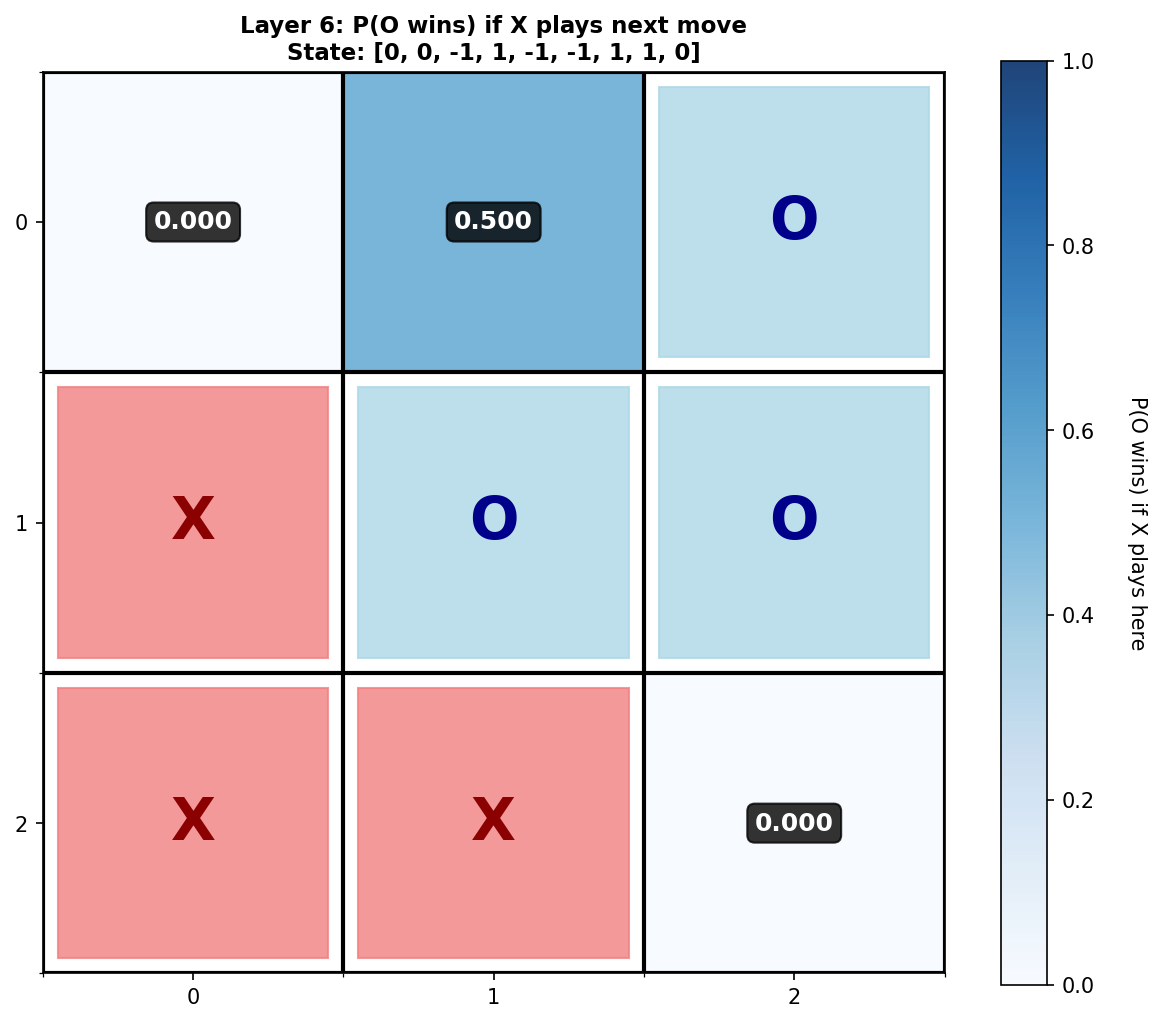 Layer 6: P(O wins) if X plays next move
State: [0, 0, -1, 1, -1, -1, 1, 1, 0]
0
0.000
0.500
O
1
X
O
O
2
X
X
0.000
0
1
2
1.0
0.8
0.6
0.4
0.2
0.0
P(O wins) if X plays here